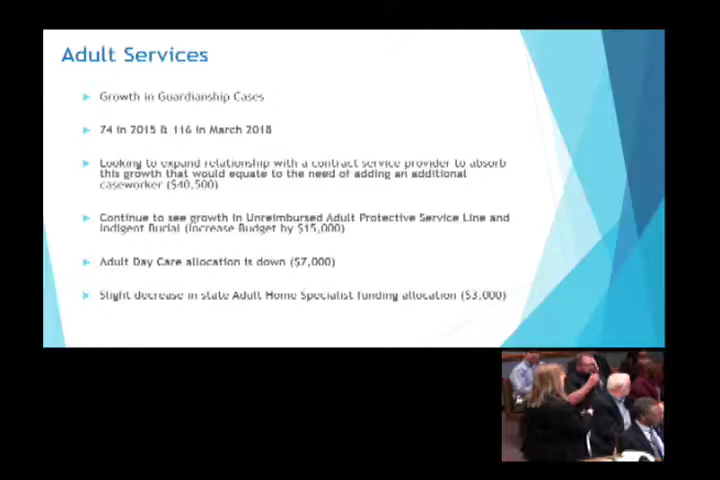 Adult Services
Growth in Guardianship Cases
74 in 2015 & 116 in March 2018
Looking to expand relationship with a contract service provider to absorb
this growth that would equate to the need of adding an additional
caseworker ($40,500)
Continue to see growth in Unreimbursed Adult Protective Service Line and
Indigent Burial (Increase Budget by $15,000)
Adult Day Care allocation is down ($7,000)
Slight decrease in state Adult Home Specialist funding allocation ($3,000)